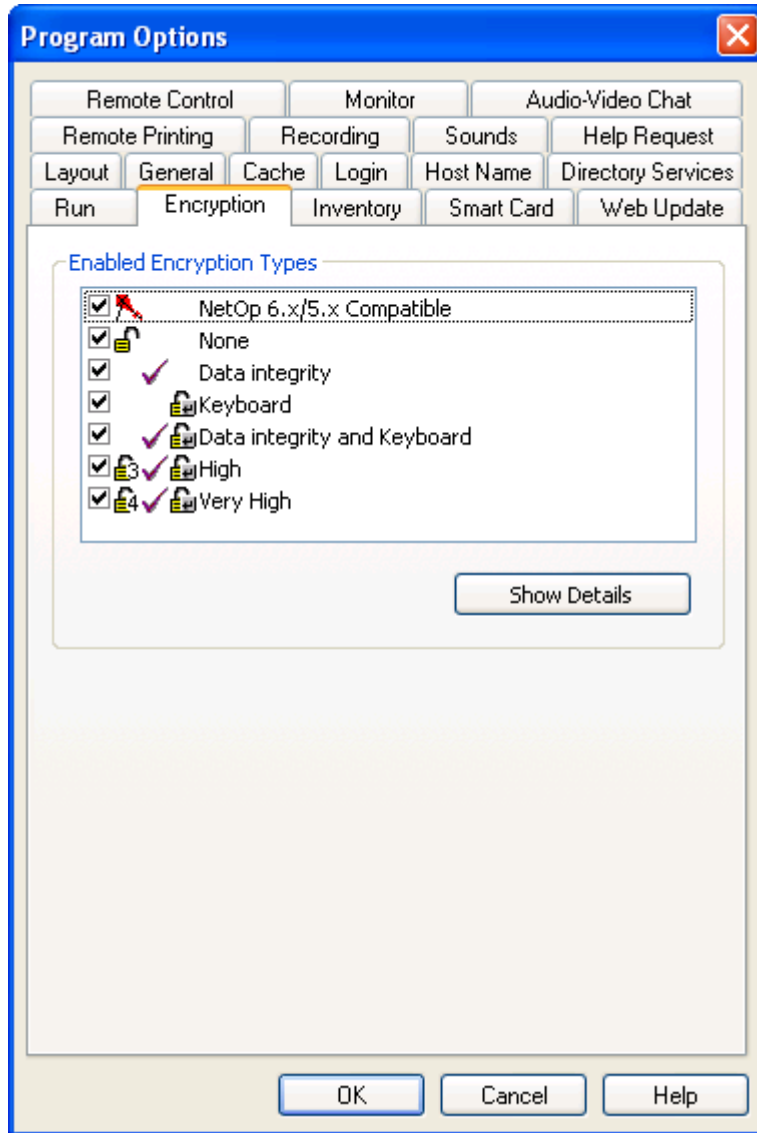 Program Options
Remote Control Monitor Audio-Video Chat
Remote Printing Recording Sounds Help Request
Layout General Cache Login Host Name Directory Services
Run Encryption Inventory Smart Card Web Update
Enabled Encryption Types
NetOp 6.x/5.x Compatible
None
Data integrity
Keyboard
Data integrity and Keyboard
3 High
4 Very High
Show Details
OK Cancel Help